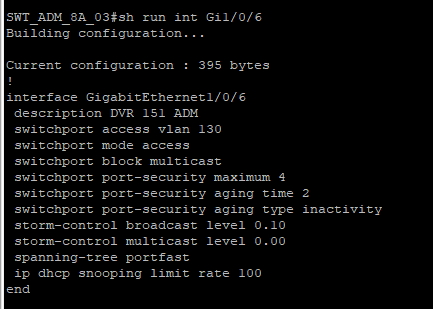 SWT_ADM_8A_03#sh run int Gi1/0/6
Building configuration...
Current configuration : 395 bytes
!
interface GigabitEthernet1/0/6
description DVR 151 ADM
switchport access vlan 130
switchport mode access
switchport block multicast
switchport port-security maximum 4
switchport port-security aging time 2
switchport port-security aging type inactivity
storm-control broadcast level 0.10
storm-control multicast level 0.00
spanning-tree portfast
ip dhcp snooping limit rate 100
end